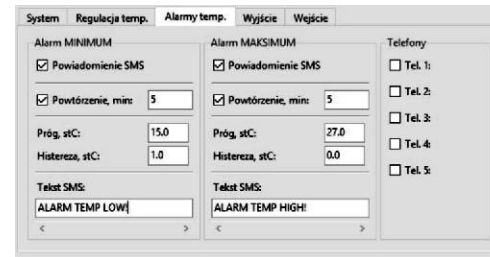 System Regulacja temp. Alarmy temp. Wyjście Wejście
Alarm MINIMUM
Powiadomienie SMS
Powtórzenie, min: 5
Próg, stC: 15.0
Histereza, stC: 1.0
Tekst SMS:
ALARM TEMP LOW!
Alarm MAKSIMUM
Powiadomienie SMS
Powtórzenie, min: 5
Próg, stC: 27.0
Histereza, stC: 0.0
Tekst SMS:
ALARM TEMP HIGH!
Telefony
Tel. 1:
Tel. 2:
Tel. 3:
Tel. 4:
Tel. 5: